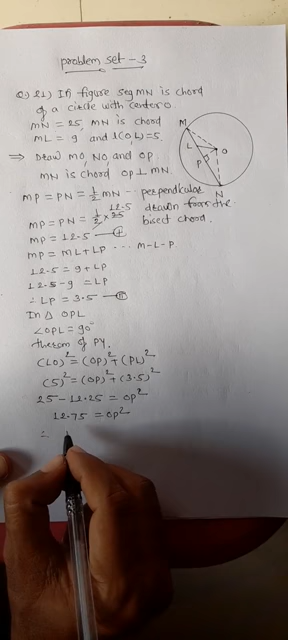 problem set - 3
Q.) 21) In figure seg MN is chord
of a circle with center o.
MN = 25, MN is chord
ML = 9 and l(O,L)=5.
⇒ Draw MO, NO, and OP.
MN is chord OP ⊥ MN.
MP = PN = 1/2 MN - perpendicular
drawn from the
bisect chord.
MP = PN = 1/2 × 25 12.5
MP = 12.5 - I
MP = ML + LP ... M-L-P
12.5 = 9 + LP
12.5 - 9 = LP
∴ LP = 3.5 - II
In △ OPL
∠OPL = 90°
therom of PY.
(LO)² = (OP)² + (PL)²
(5)² = (OP)² + (3.5)²
25 - 12.25 = OP²
12.75 = OP²
=
M
L
O
P
N